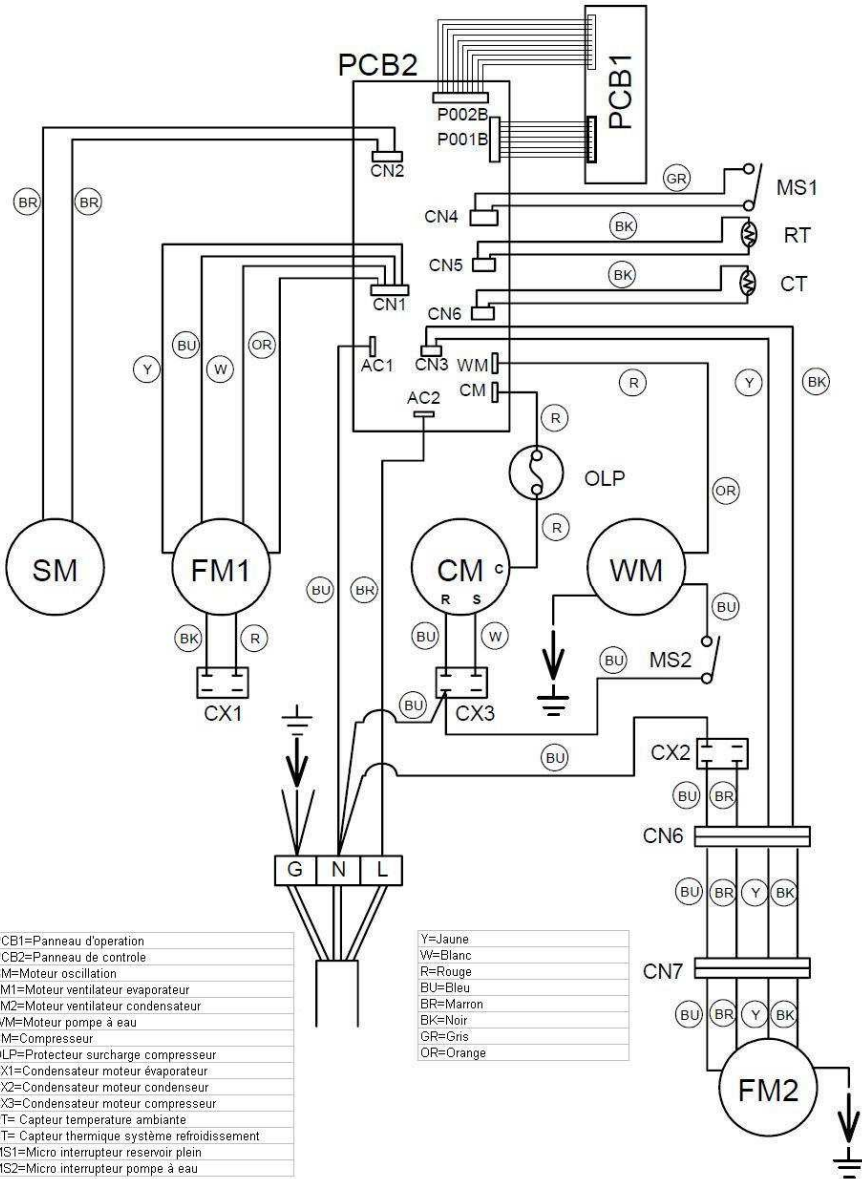 PCB2
PCB1
P002B
P001B
CN2
GR
MS1
BR
BR
CN4
BK
RT
CN5
BK
CT
CN6
CN1
Y
BU
W
OR
AC1
CN3
WM
CM
AC2
R
Y
BK
R
OLP
OR
R
SM
FM1
CM
C
R
S
WM
BU
BR
BK
R
BU
W
BU
MS2
BU
CX1
BU
CX3
BU
CX2
BU
BR
CN6
G
N
L
BU
BR
Y
BK
CN7
BU
BR
Y
BK
FM2
CB1=Panneau d'operation
CB2=Panneau de controle
M=Moteur oscillation
M1=Moteur ventilateur evaporateur
M2=Moteur ventilateur condensateur
VM=Moteur pompe à eau
M=Compresseur
OLP=Protecteur surcharge compresseur
X1=Condensateur moteur évaporateur
X2=Condensateur moteur condenseur
X3=Condensateur moteur compresseur
T= Capteur temperature ambiante
T= Capteur thermique système refroidissement
MS1=Micro interrupteur reservoir plein
MS2=Micro interrupteur pompe à eau
Y=Jaune
W=Blanc
R=Rouge
BU=Bleu
BR=Marron
BK=Noir
GR=Gris
OR=Orange